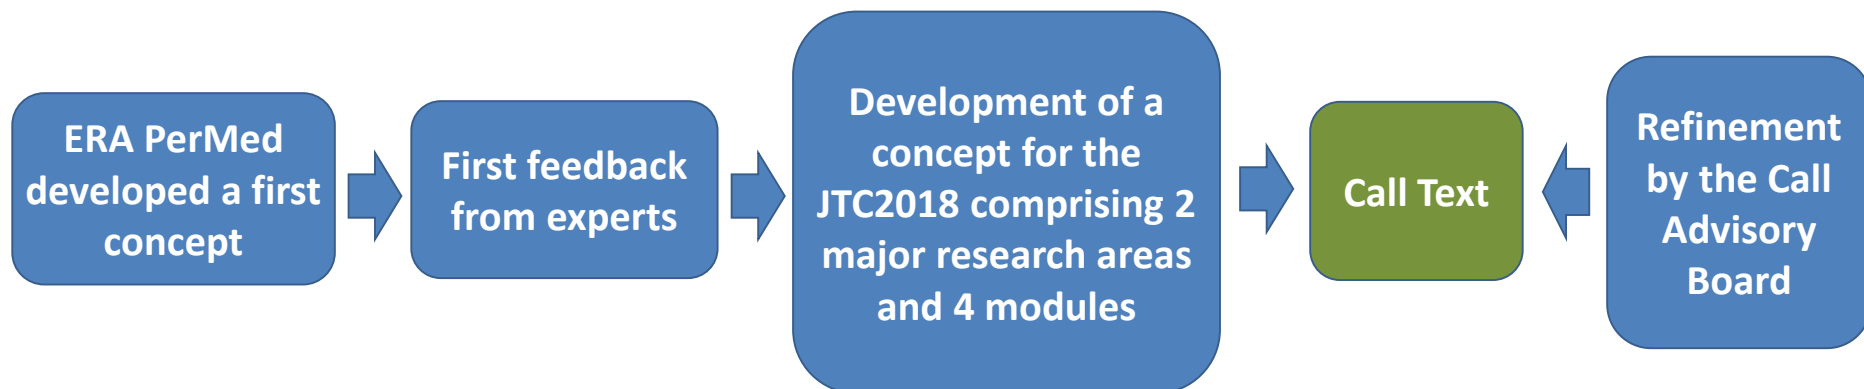 ERA PerMed
developed a first
concept
First feedback
from experts
Development of a
concept for the
JTC2018 comprising 2
major research areas
and 4 modules
Call Text
Refinement
by the Call
Advisory
Board